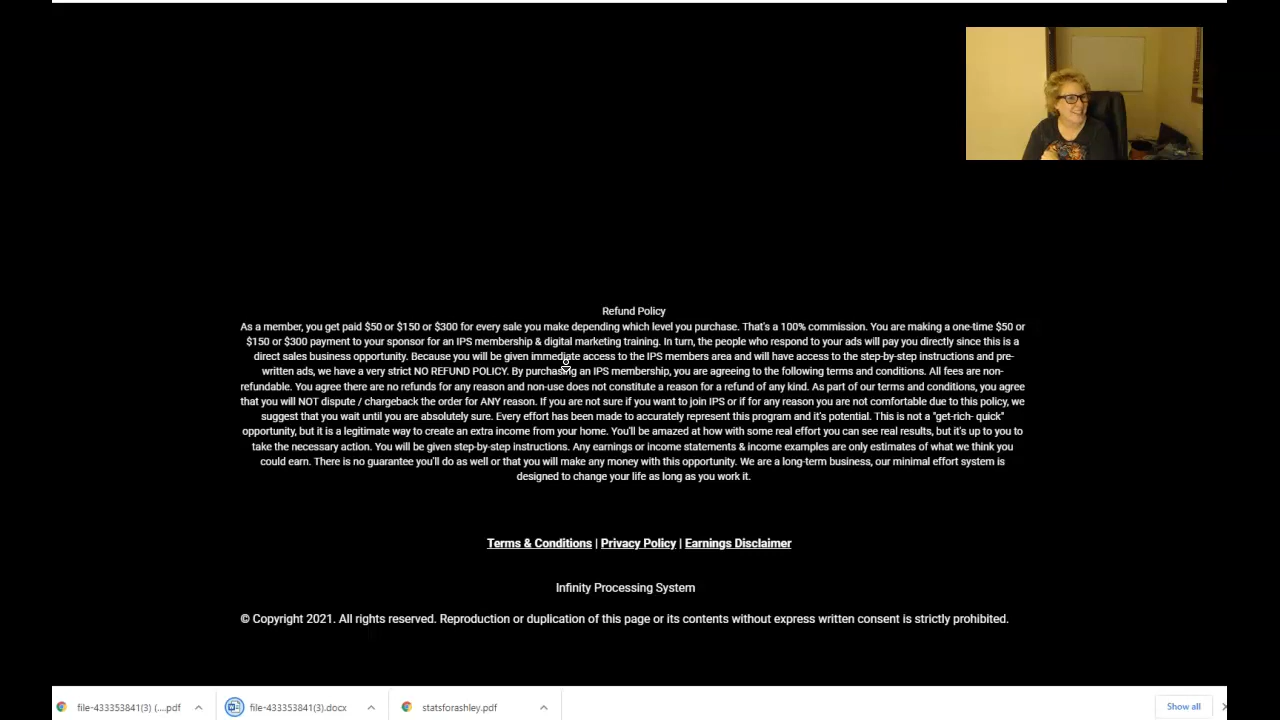 Refund Policy
As a member, you get paid $50 or $150 or $300 for every sale you make depending which level you purchase. That's a 100% commission. You are making a one-time $50 or
$150 or $300 payment to your sponsor for an IPS membership & digital marketing training. In turn, the people who respond to your ads will pay you directly since this is a
direct sales business opportunity. Because you will be given immediate access to the IPS members area and will have access to the step-by-step instructions and pre-
written ads, we have a very strict NO REFUND POLICY. By purchasing an IPS membership, you are agreeing to the following terms and conditions. All fees are non-
refundable. You agree there are no refunds for any reason and non-use does not constitute a reason for a refund of any kind. As part of our terms and conditions, you agree
that you will NOT dispute / chargeback the order for ANY reason. If you are not sure if you want to join IPS or if for any reason you are not comfortable due to this policy, we
suggest that you wait until you are absolutely sure. Every effort has been made to accurately represent this program and it's potential. This is not a "get-rich- quick"
opportunity, but it is a legitimate way to create an extra income from your home. You'll be amazed at how with some real effort you can see real results, but it's up to you to
take the necessary action. You will be given step-by-step instructions. Any earnings or income statements & income examples are only estimates of what we think you
could earn. There is no guarantee you'll do as well or that you will make any money with this opportunity. We are a long-term business, our minimal effort system is
designed to change your life as long as you work it.
Terms & Conditions | Privacy Policy | Earnings Disclaimer
Infinity Processing System
© Copyright 2021. All rights reserved. Reproduction or duplication of this page or its contents without express written consent is strictly prohibited.
file-433353841(3) (....pdf file-433353841(3).docx statsforashley.pdf Show all